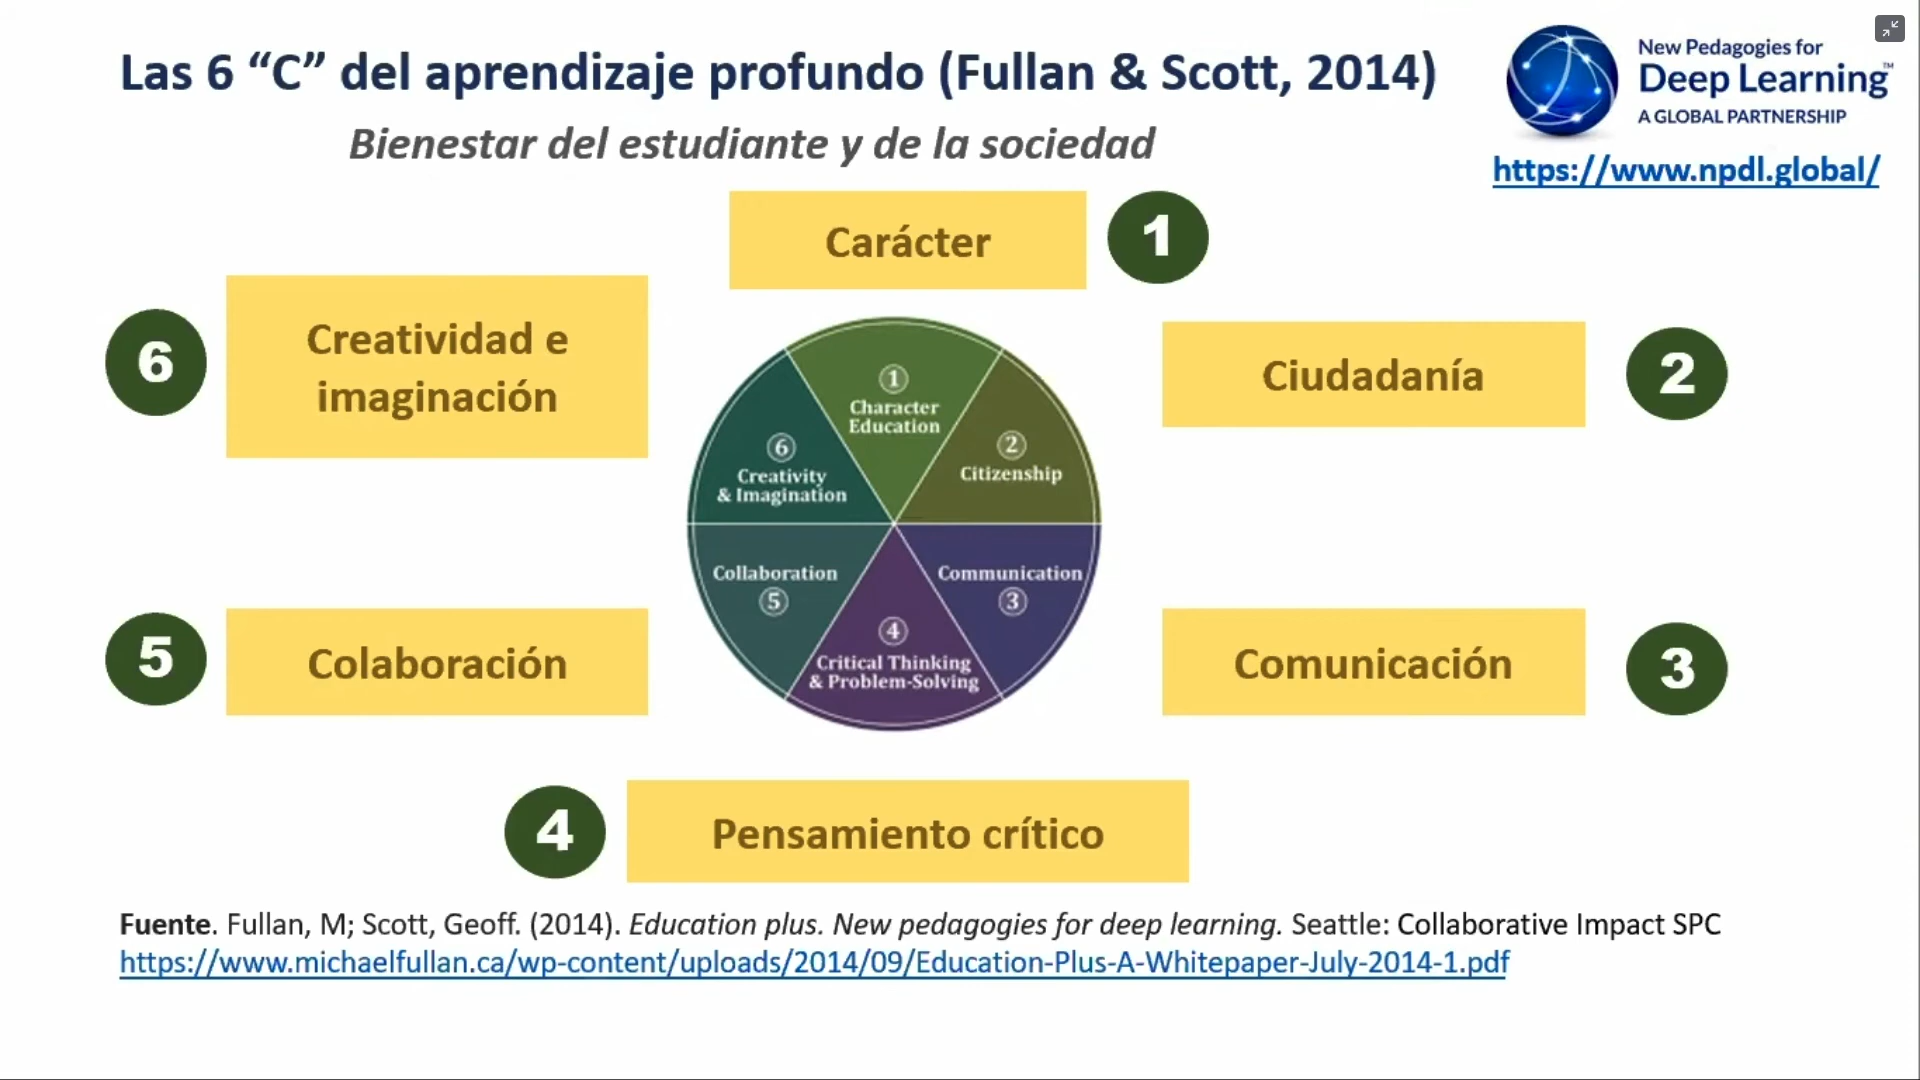 Las 6 “C” del aprendizaje profundo (Fullan & Scott, 2014)
Bienestar del estudiante y de la sociedad
New Pedagogies for
Deep Learning™
A GLOBAL PARTNERSHIP
https://www.npdl.global/
Carácter
1
Ciudadanía
2
Comunicación
3
4
Pensamiento crítico
5
Colaboración
6
Creatividad e
imaginación
1
Character
Education
2
Citizenship
Communication
3
4
Critical Thinking
& Problem-Solving
Collaboration
5
6
Creativity
& Imagination
Fuente. Fullan, M; Scott, Geoff. (2014). Education plus. New pedagogies for deep learning. Seattle: Collaborative Impact SPC
https://www.michaelfullan.ca/wp-content/uploads/2014/09/Education-Plus-A-Whitepaper-July-2014-1.pdf